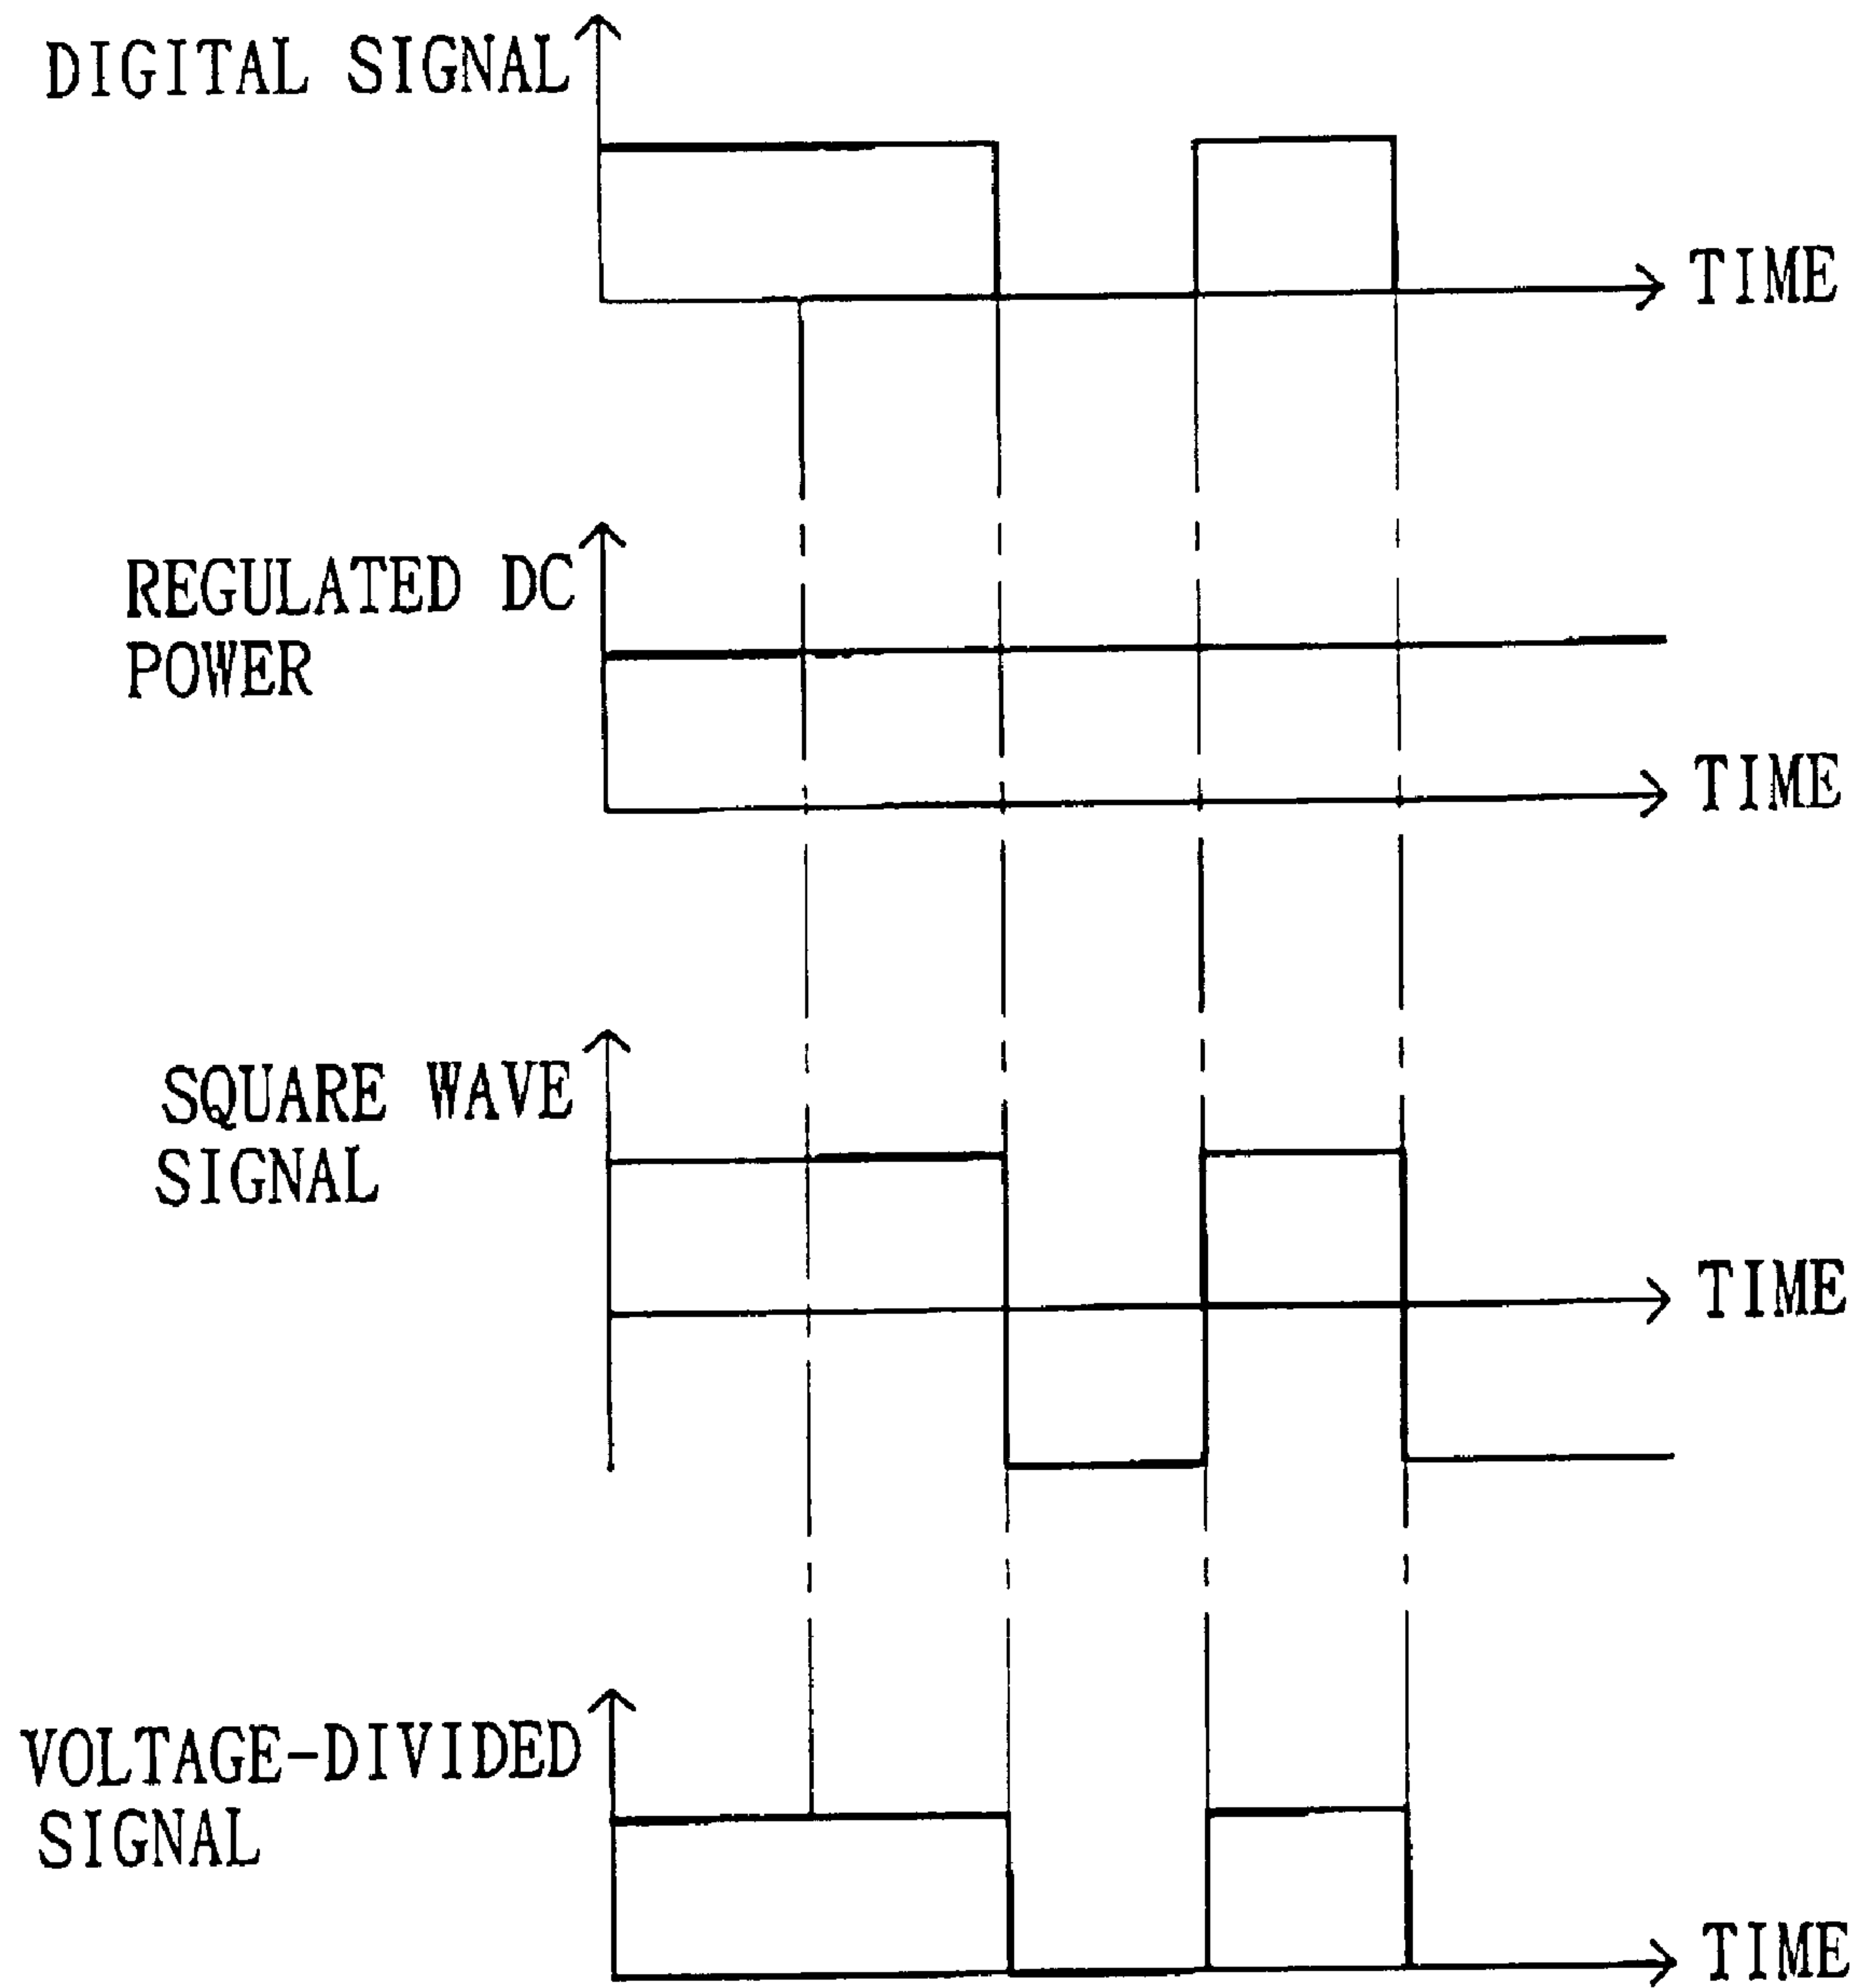 DIGITAL SIGNAL
TIME
REGULATED DC
POWER
TIME
SQUARE WAVE
SIGNAL
TIME
VOLTAGE-DIVIDED
SIGNAL
TIME